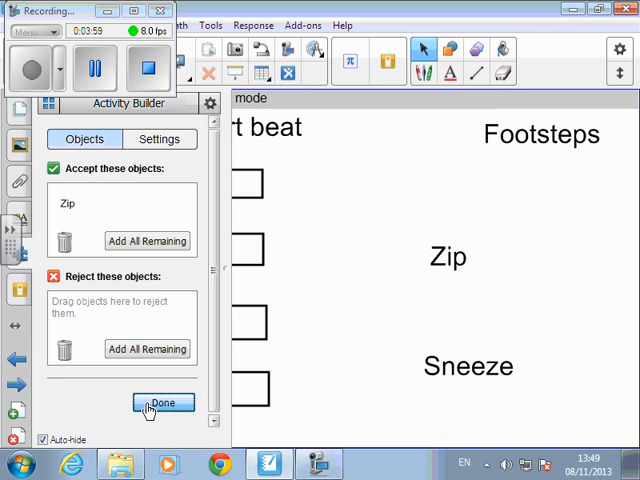 Recording...
Menu
0:03:59
8.0 fps
Tools Response Add-ons Help
π
A
Activity Builder
mode
Objects Settings
Accept these objects:
Zip
Add All Remaining
Reject these objects:
Drag objects here to reject
them.
Add All Remaining
Done
Auto-hide
rt beat
Footsteps
Zip
Sneeze
EN
13:49
08/11/2013